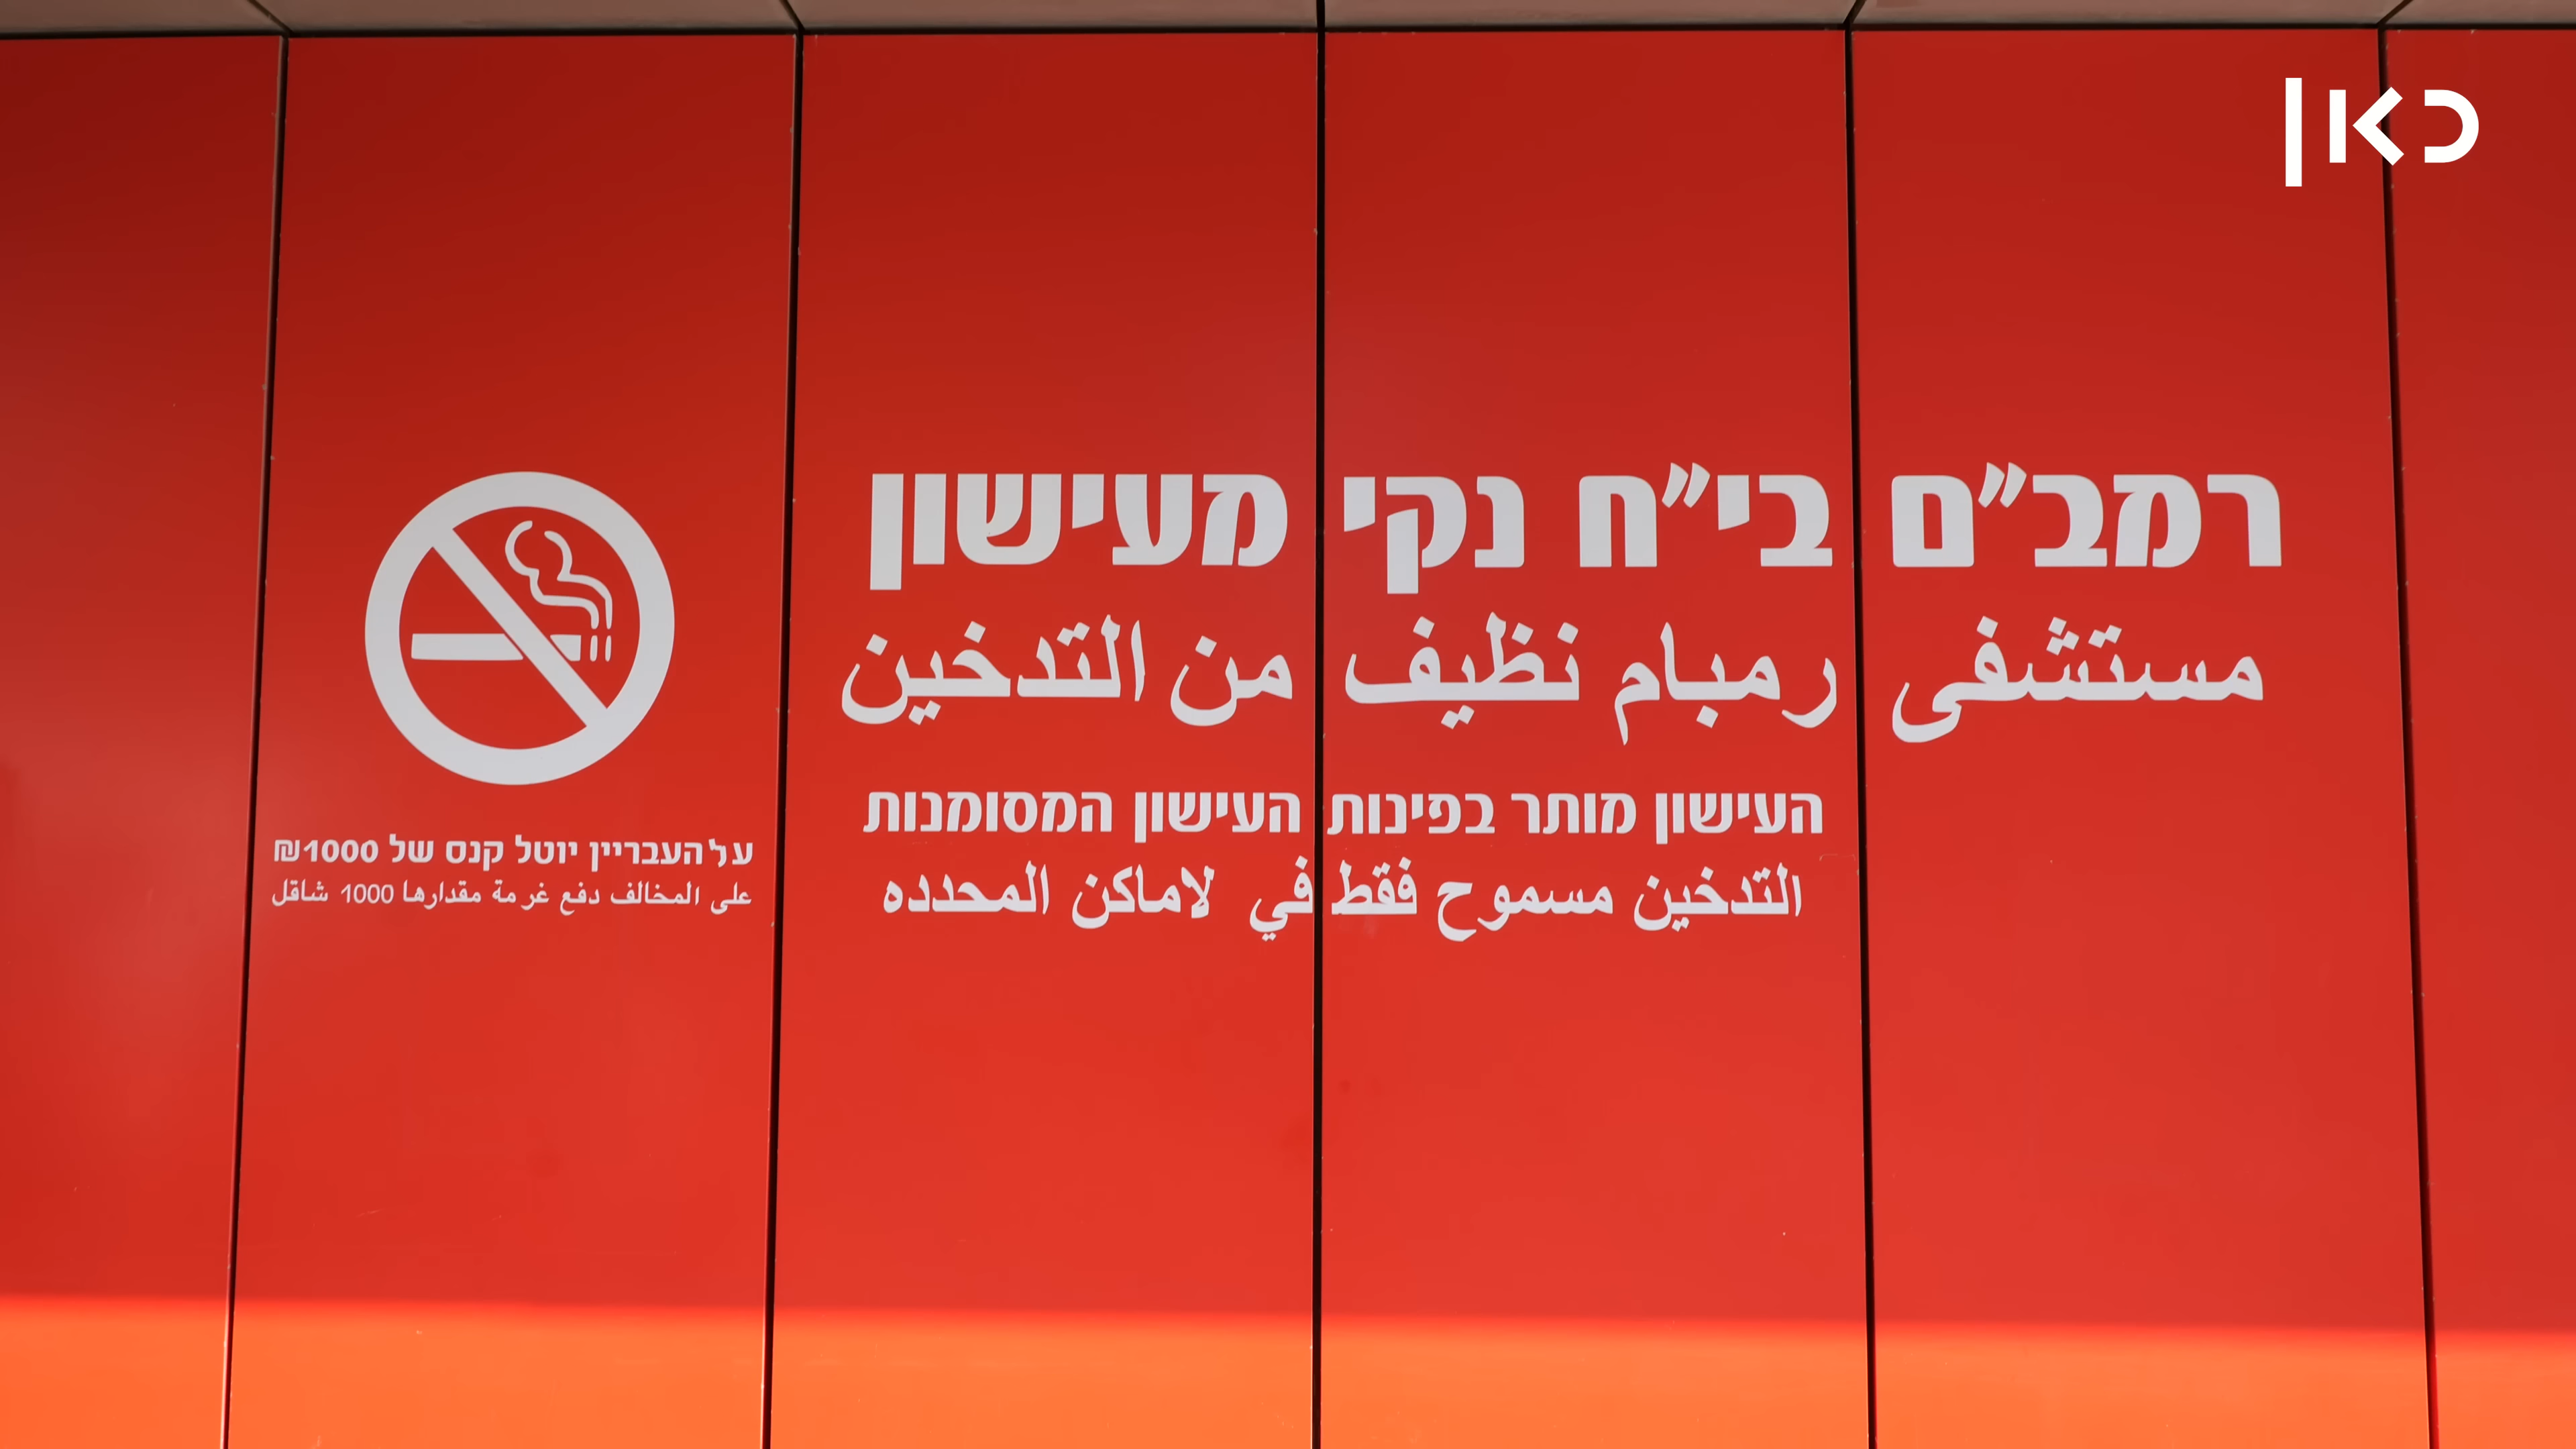 כאן
רמב"ם בי"ח נקי מעישון
مستشفى رمبام نظيف من التدخين
העישון מותר בפינות העישון המסומנות
التدخين مسموح فقط في لاماكن المحدده
על העבריין יוטל קנס של 1000₪
على المخالف دفع غرمة مقدارها 1000 شاقل